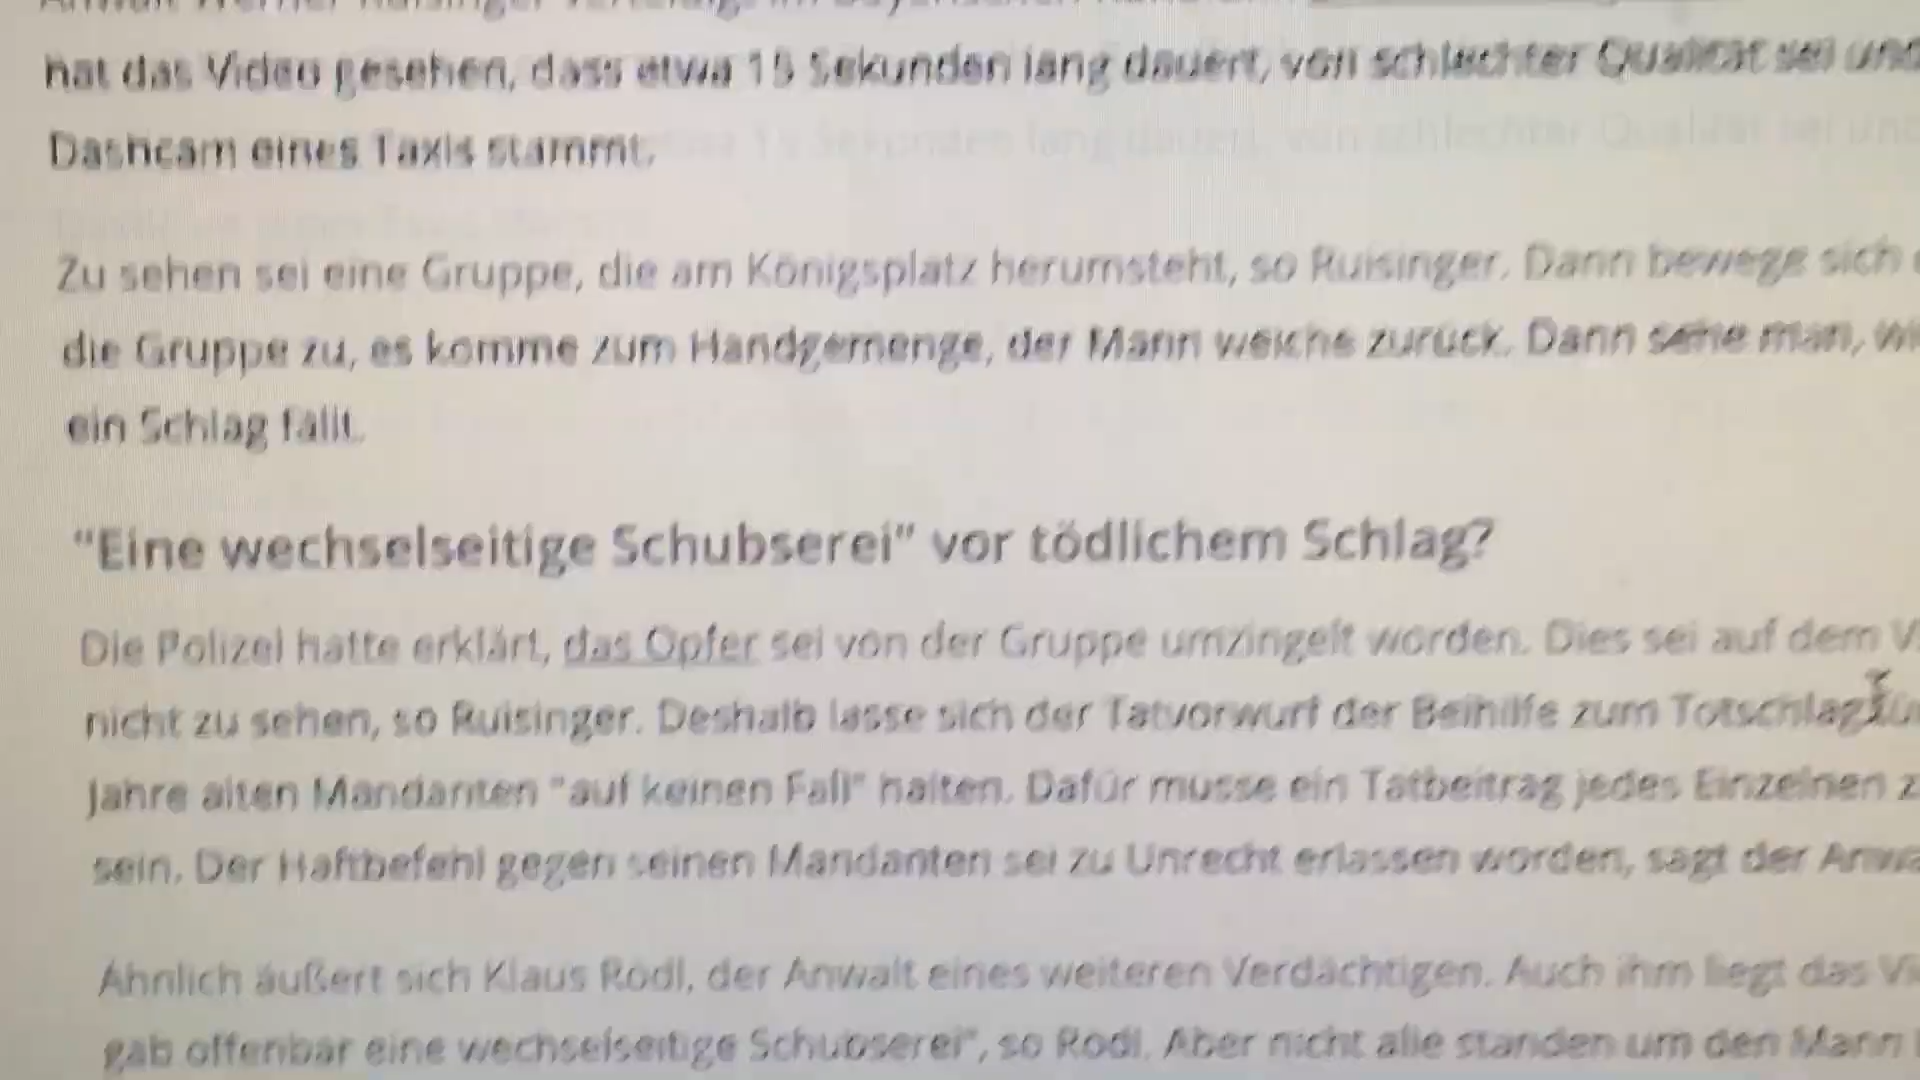 Anwalt Werner Ruisinger
hat das Video gesehen, dass etwa 15 Sekunden lang dauert, von schlechter Qualität sei und
Dashcam eines Taxis stammt.
Zu sehen sei eine Gruppe, die am Königsplatz herumsteht, so Ruisinger. Dann bewege sich
die Gruppe zu, es komme zum Handgemenge, der Mann weiche zurück. Dann sehe man, wi
ein Schlag fällt.
"Eine wechselseitige Schubserei" vor tödlichem Schlag?
Die Polizei hatte erklärt, das Opfer sei von der Gruppe umzingelt worden. Dies sei auf dem V
nicht zu sehen, so Ruisinger. Deshalb lasse sich der Tatvorwurf der Beihilfe zum Totschlag
Jahre alten Mandanten "auf keinen Fall" halten. Dafür müsse ein Tatbeitrag jedes Einzelnen z
sein. Der Haftbefehl gegen seinen Mandanten sei zu Unrecht erlassen worden, sagt der Anwa
Ähnlich äußert sich Klaus Rödl, der Anwalt eines weiteren Verdächtigen. Auch ihm liegt das Vi
gab offenbar eine wechselseitige Schubserei", so Rödl. Aber nicht alle standen um den Mann